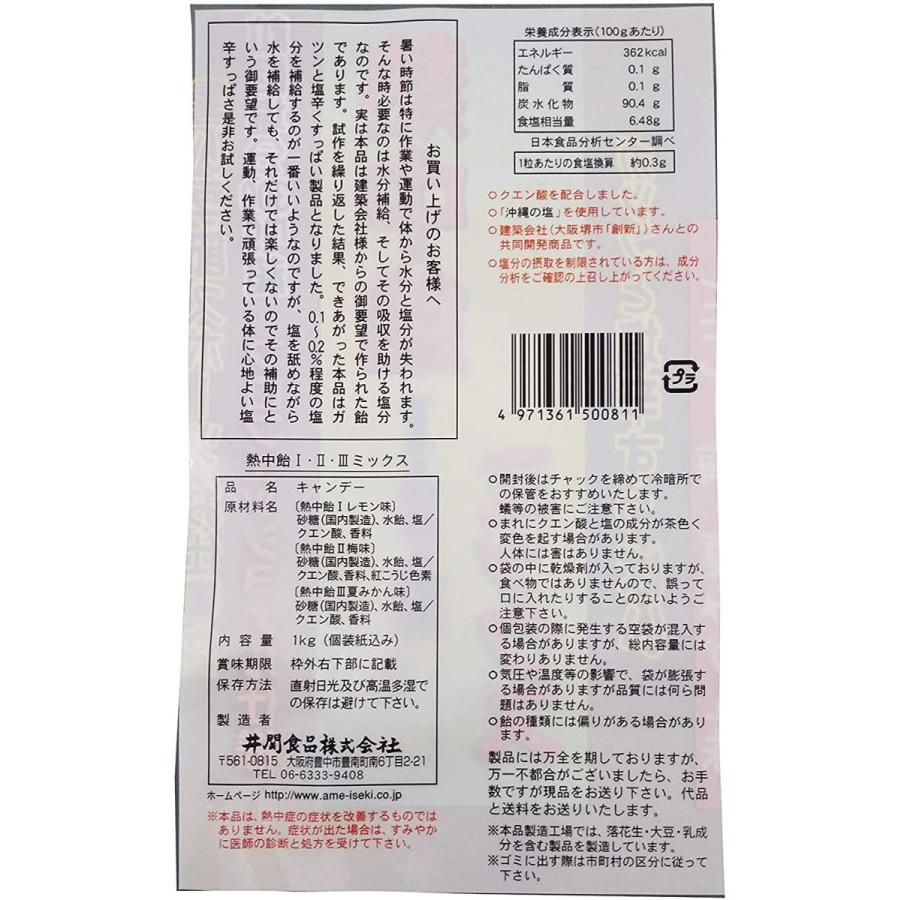 お買い上げのお客様へ
暑い時節は特に作業や運動で体から水分と塩分が失われます。
そんな時必要なのは水分補給、そしてその吸収を助ける塩分
なのです。実は本品は建築会社様からの御要望で作られた飴
であります。試作を繰り返した結果、できあがった本品はガ
ツンと塩辛くすっぱい製品となりました。0.1～0.2%程度の塩
分を補給するのが一番いいようなのですが、塩を舐めながら
水を補給しても、それだけでは楽しくないのでその補助にと
いう御要望です。運動、作業で頑張っている体に心地よい塩
辛すっぱさ是非お試しください。
熱中飴Ⅰ・Ⅱ・Ⅲミックス
品名 キャンデー
原材料名 〔熱中飴Ⅰレモン味〕
砂糖(国内製造)、水飴、塩／
クエン酸、香料
〔熱中飴Ⅱ梅味〕
砂糖(国内製造)、水飴、塩／
クエン酸、香料、紅こうじ色素
〔熱中飴Ⅲ夏みかん味〕
砂糖(国内製造)、水飴、塩／
クエン酸、香料
内容量 1kg（個装紙込み）
賞味期限 枠外右下部に記載
保存方法 直射日光及び高温多湿で
の保存は避けて下さい。
製造者
井関食品株式会社
〒561-0815 大阪府豊中市豊南町南6丁目2-21
TEL 06-6333-9408
ホームページ http://www.ame-iseki.co.jp
※本品は、熱中症の症状を改善するものでは
ありません。症状が出た場合は、すみやか
に医師の診断と処方を受けて下さい。
栄養成分表示(100gあたり)
エネルギー 362kcal
たんぱく質 0.1 g
脂質 0.1 g
炭水化物 90.4 g
食塩相当量 6.48g
日本食品分析センター調べ
1粒あたりの食塩換算 約0.3g
○クエン酸を配合しました。
○「沖縄の塩」を使用しています。
○建築会社(大阪堺市「創新」)さんとの
共同開発商品です。
○塩分の摂取を制限されている方は、成分
分析をご確認の上召し上がってください。
4 971361 500811
プラ
○開封後はチャックを締めて冷暗所で
の保管をおすすめいたします。
蟻等の被害にご注意下さい。
○まれにクエン酸と塩の成分が茶色く
変色を起す場合があります。
人体には害はありません。
○袋の中に乾燥剤が入っておりますが、
食べ物ではありませんので、誤って
口に入れたりすることのないようご
注意下さい。
○個包装の際に発生する空袋が混入す
る場合がありますが、総内容量には
変わりありません。
○気圧や温度等の影響で、袋が膨張す
る場合がありますが品質には何ら問
題はありません。
○飴の種類には偏りがある場合があり
ます。
製品には万全を期しておりますが、
万一不都合がございましたら、お手
数ですが現品をお送り下さい。代品
と送料をお送りいたします。
※本品製造工場では、落花生・大豆・乳成
分を含む製品を製造しています。
※ゴミに出す際は市町村の区分に従って
下さい。